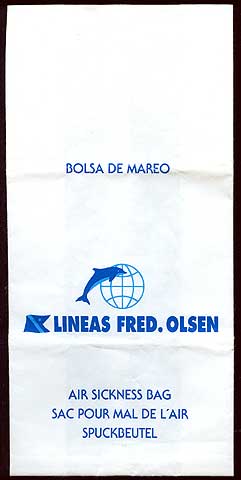 BOLSA DE MAREO
LINEAS FRED. OLSEN
AIR SICKNESS BAG
SAC POUR MAL DE L'AIR
SPUCKBEUTEL